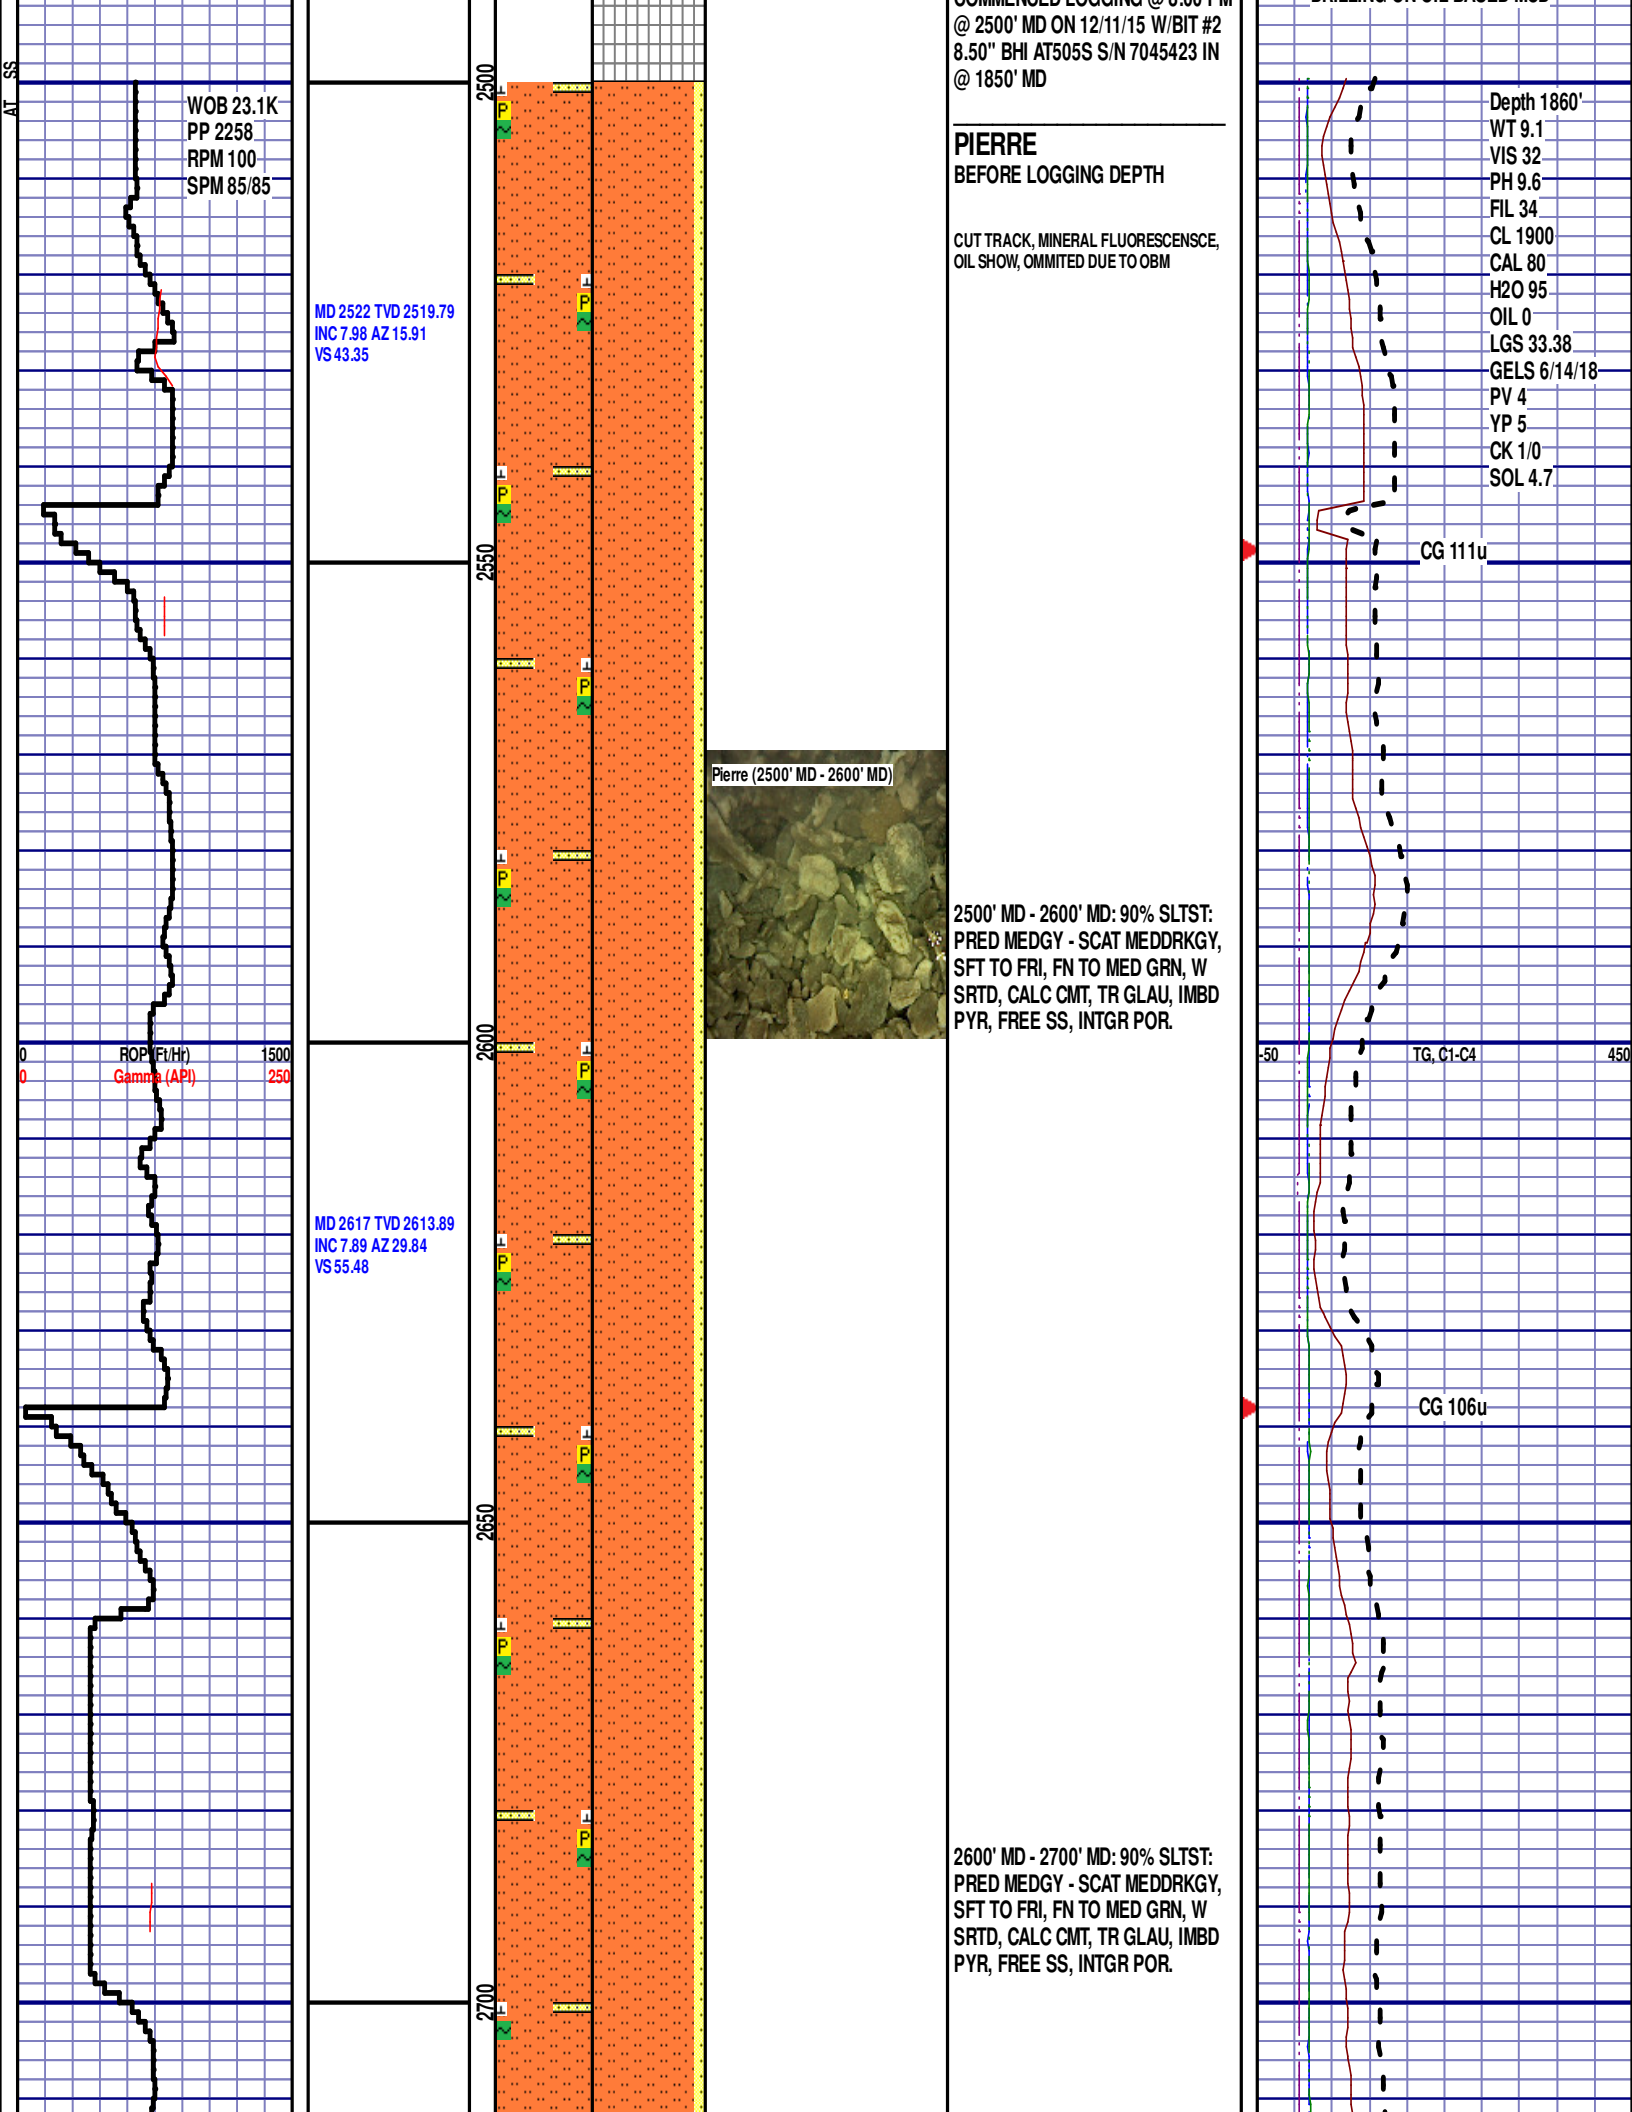 @ 2500' MD ON 12/11/15 W/BIT #2
8.50" BHI AT505S S/N 7045423 IN
@ 1850' MD
SS
AT
WOB 23.1K
PP 2258
RPM 100
SPM 85/85
2500
PIERRE
BEFORE LOGGING DEPTH
CUT TRACK, MINERAL FLUORESCENSCE,
OIL SHOW, OMMITED DUE TO OBM
Depth 1860'
WT 9.1
VIS 32
PH 9.6
FIL 34
CL 1900
CAL 80
H2O 95
OIL 0
LGS 33.38
GELS 6/14/18
PV 4
YP 5
CK 1/0
SOL 4.7
MD 2522 TVD 2519.79
INC 7.98 AZ 15.91
VS 43.35
P
P
P
2550
CG 111u
P
Pierre (2500' MD - 2600' MD)
P
2500' MD - 2600' MD: 90% SLTST:
PRED MEDGY - SCAT MEDDRKGY,
SFT TO FRI, FN TO MED GRN, W
SRTD, CALC CMT, TR GLAU, IMBD
PYR, FREE SS, INTGR POR.
2600
0 ROP (Ft/Hr) 1500
0 Gamma (API) 250
-50 TG, C1-C4 450
P
MD 2617 TVD 2613.89
INC 7.89 AZ 29.84
VS 55.48
P
CG 106u
P
2650
P
P
2600' MD - 2700' MD: 90% SLTST:
PRED MEDGY - SCAT MEDDRKGY,
SFT TO FRI, FN TO MED GRN, W
SRTD, CALC CMT, TR GLAU, IMBD
PYR, FREE SS, INTGR POR.
2700